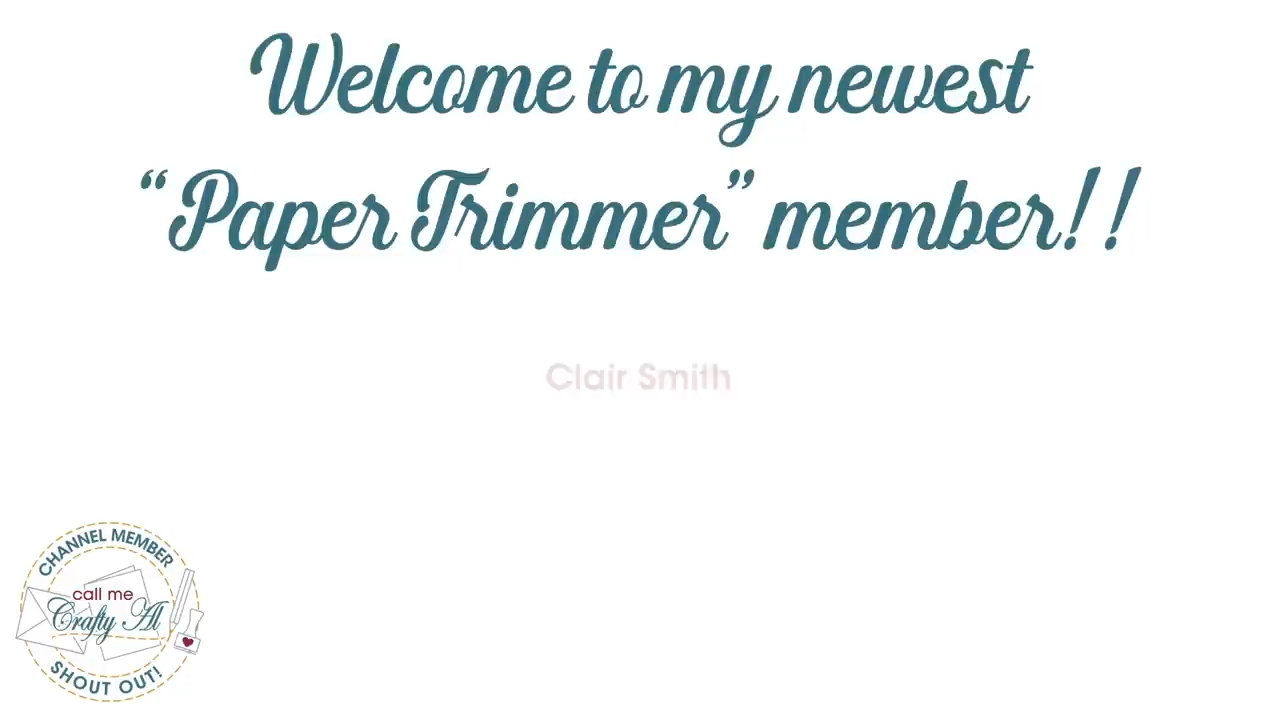 Welcome to my newest
“Paper Trimmer” member!!
Clair Smith
CHANNEL MEMBER
call me
Crafty Al
SHOUT OUT!